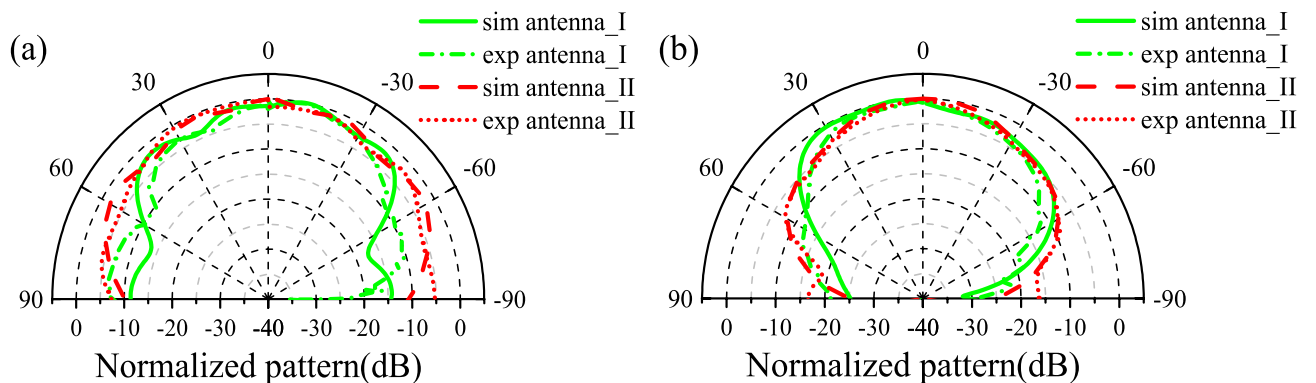 (a)
sim antenna_I
exp antenna_I
sim antenna_II
exp antenna_II
0
30
-30
60
-60
90
-90
0 -10 -20 -30 -40 -30 -20 -10 0
Normalized pattern(dB)
(b)
sim antenna_I
exp antenna_I
sim antenna_II
exp antenna_II
0
30
-30
60
-60
90
-90
0 -10 -20 -30 -40 -30 -20 -10 0
Normalized pattern(dB)